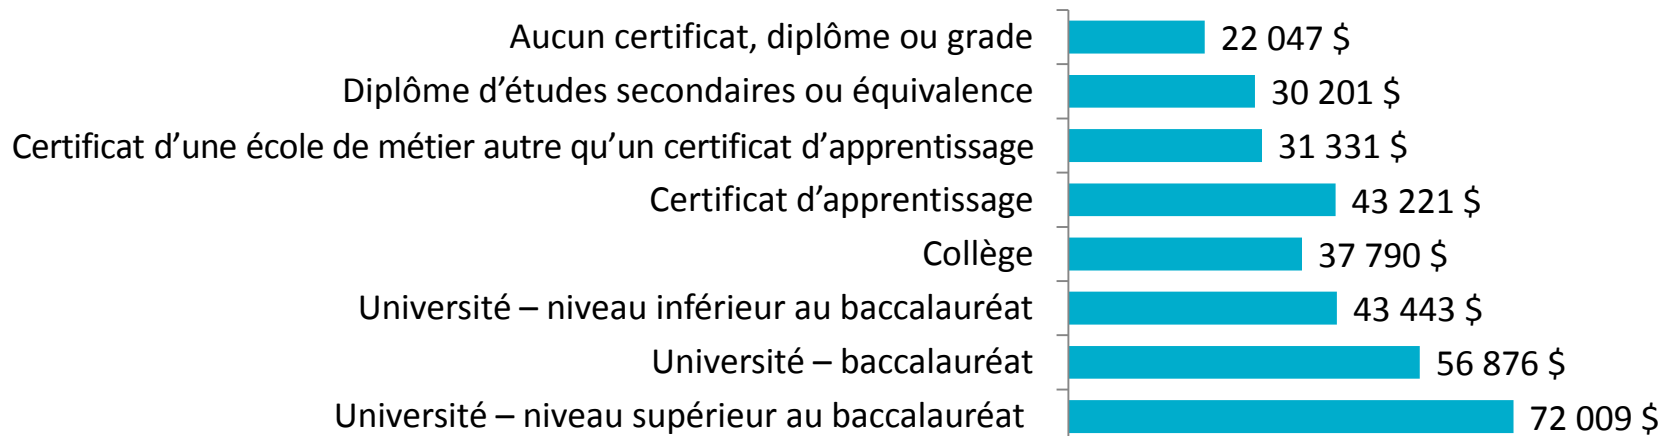 Aucun certificat, diplôme ou grade 22 047 $
Diplôme d’études secondaires ou équivalence 30 201 $
Certificat d’une école de métier autre qu’un certificat d’apprentissage 31 331 $
Certificat d’apprentissage 43 221 $
Collège 37 790 $
Université – niveau inférieur au baccalauréat 43 443 $
Université – baccalauréat 56 876 $
Université – niveau supérieur au baccalauréat 72 009 $